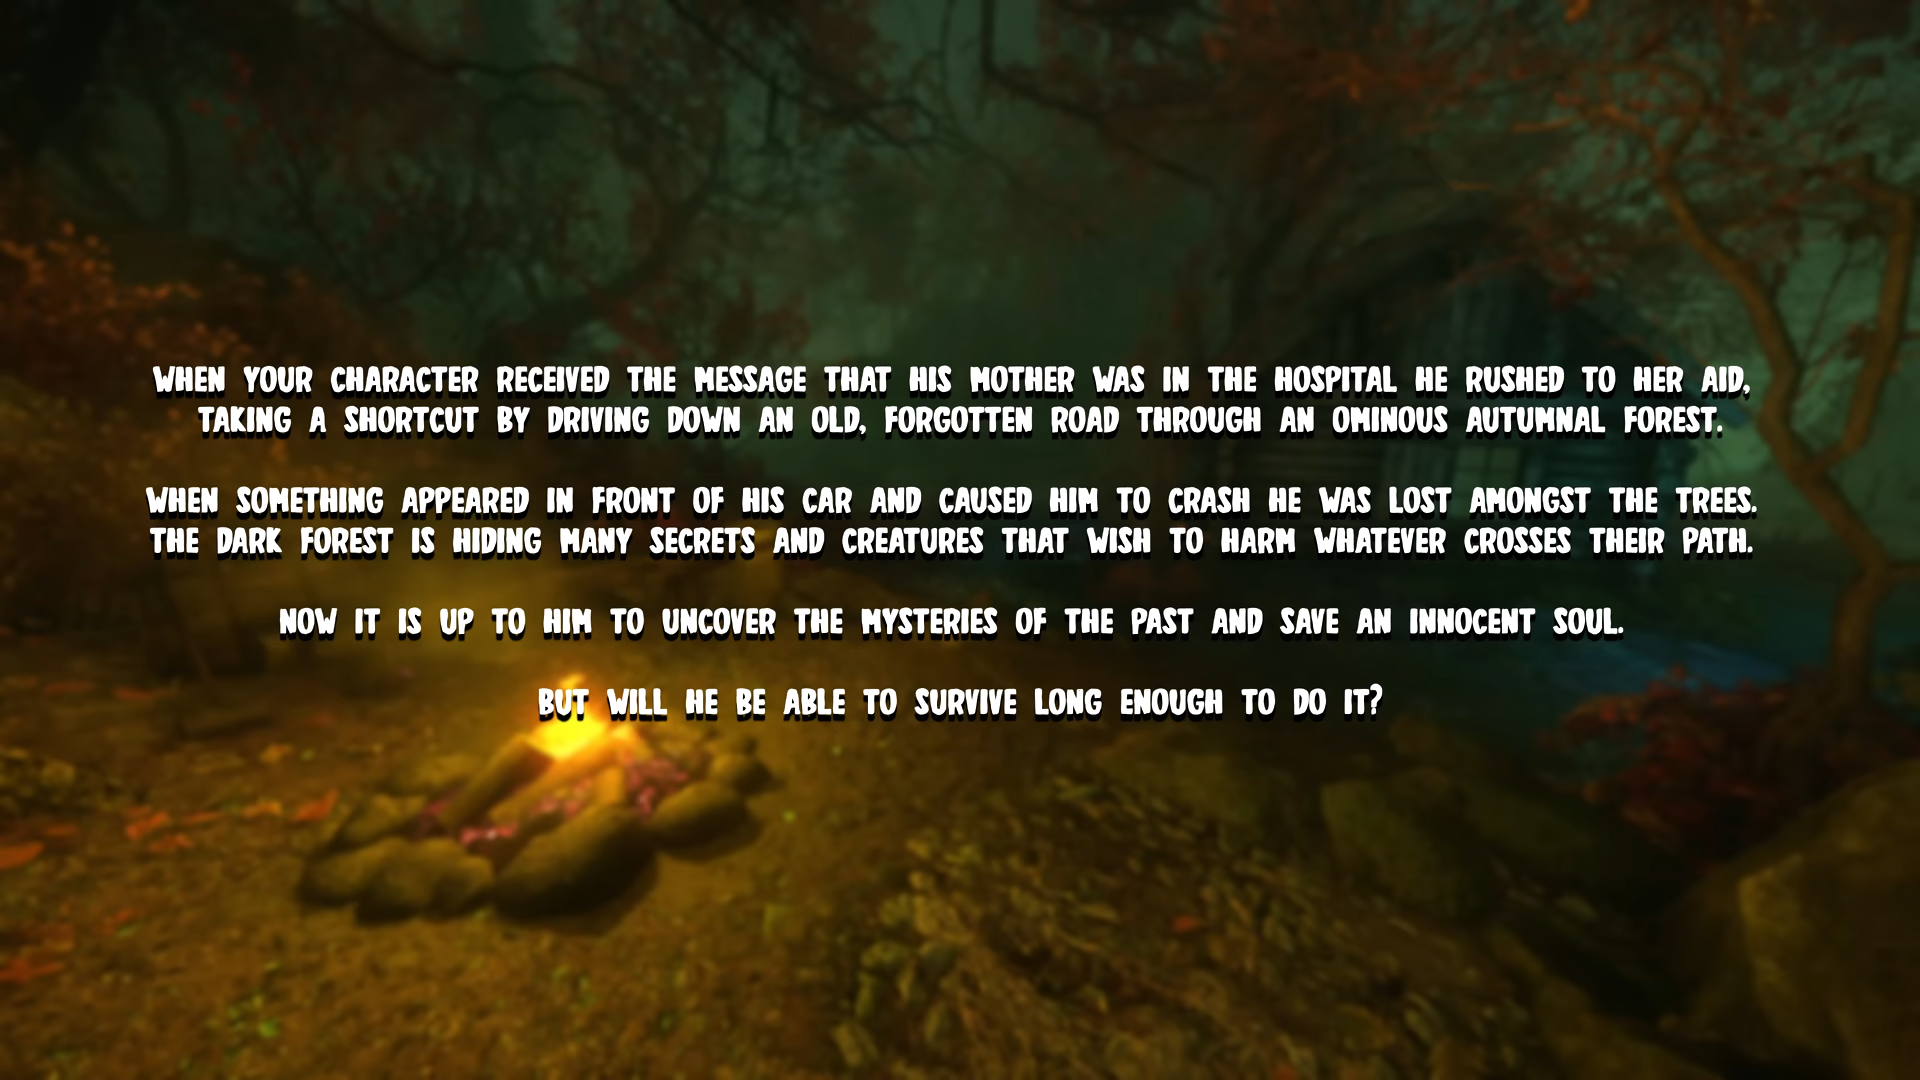 WHEN YOUR CHARACTER RECEIVED THE MESSAGE THAT HIS MOTHER WAS IN THE HOSPITAL HE RUSHED TO HER AID,
TAKING A SHORTCUT BY DRIVING DOWN AN OLD, FORGOTTEN ROAD THROUGH AN OMINOUS AUTUMNAL FOREST.
WHEN SOMETHING APPEARED IN FRONT OF HIS CAR AND CAUSED HIM TO CRASH HE WAS LOST AMONGST THE TREES.
THE DARK FOREST IS HIDING MANY SECRETS AND CREATURES THAT WISH TO HARM WHATEVER CROSSES THEIR PATH.
NOW IT IS UP TO HIM TO UNCOVER THE MYSTERIES OF THE PAST AND SAVE AN INNOCENT SOUL.
BUT WILL HE BE ABLE TO SURVIVE LONG ENOUGH TO DO IT?